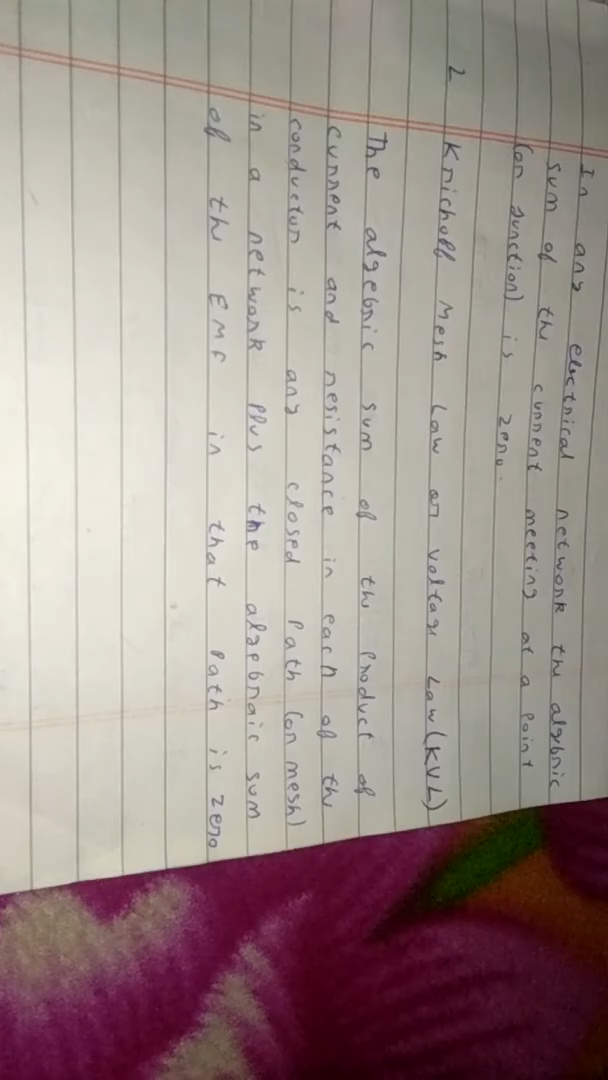 In any electrical network the algebric
sum of the current meeting at a point
(or Junction) is zero.
2 Krichoff Mesh Law or voltage Law (KVL)
The algebric sum of the Product of
current and resistance in each of the
conductor is any closed Path (or mesh)
in a network Plus the algebraic sum
of the EMF in that Path is zero